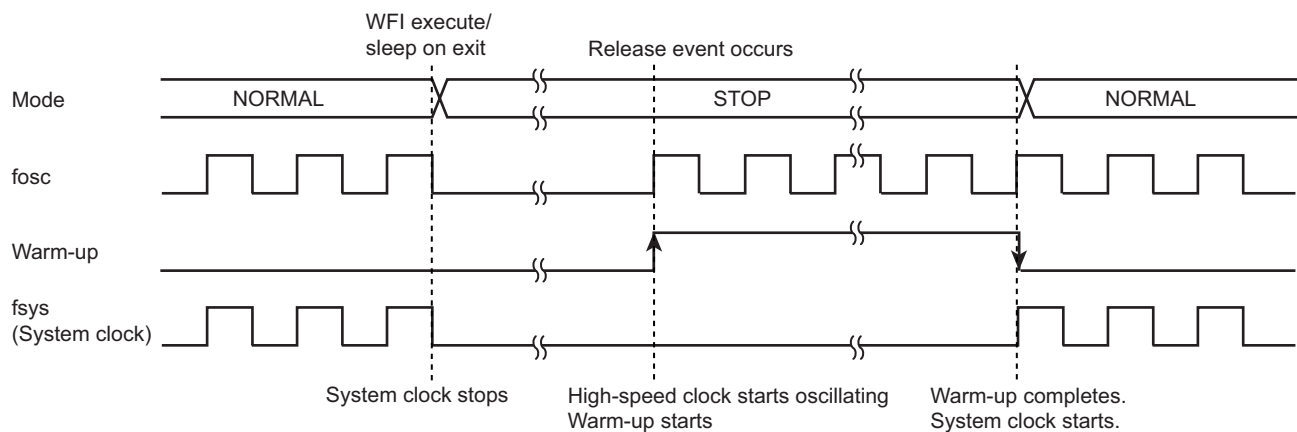 WFI execute/
sleep on exit
Release event occurs
Mode
NORMAL
STOP
NORMAL
fosc
Warm-up
fsys
(System clock)
System clock stops
High-speed clock starts oscillating
Warm-up starts
Warm-up completes.
System clock starts.